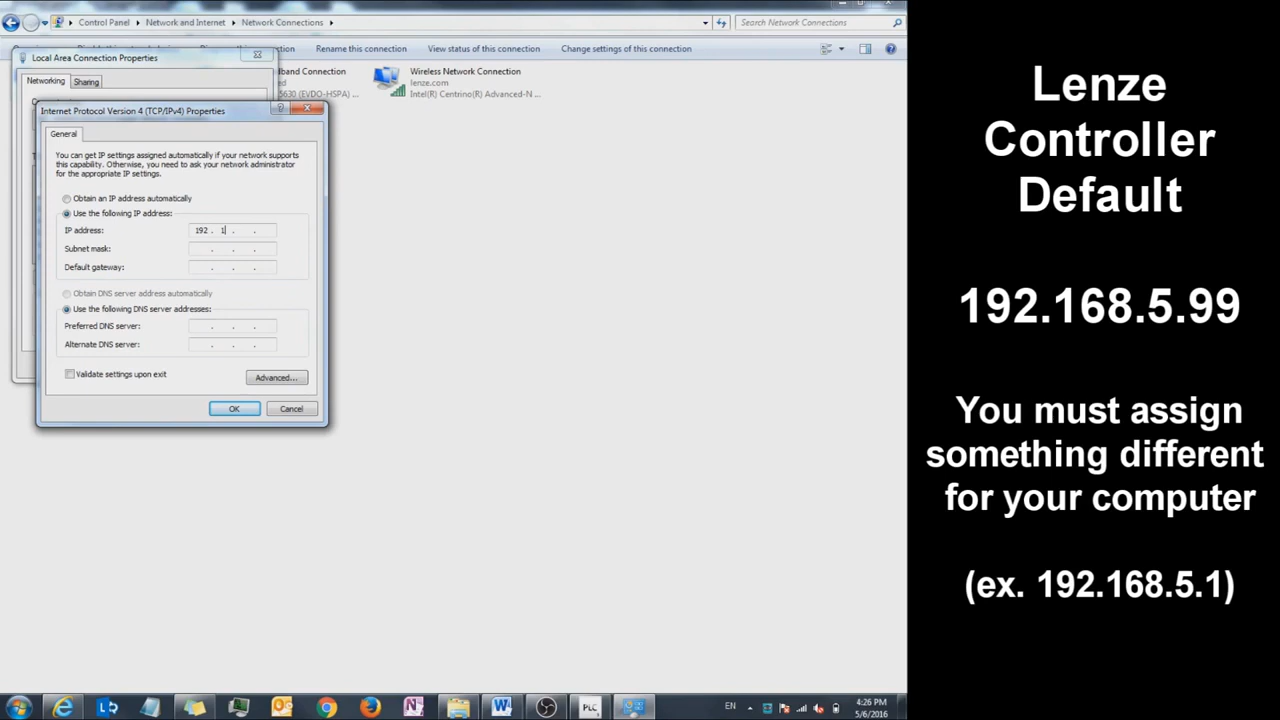 Control Panel
Network and Internet
Network Connections
Search Network Connections
Rename this connection
View status of this connection
Change settings of this connection
Local Area Connection Properties
Networking
Sharing
band Connection
5630 (EVDO-HSPA) ...
Wireless Network Connection
lenze.com
Intel(R) Centrino(R) Advanced-N ...
Internet Protocol Version 4 (TCP/IPv4) Properties
General
You can get IP settings assigned automatically if your network supports
this capability. Otherwise, you need to ask your network administrator
for the appropriate IP settings.
Obtain an IP address automatically
Use the following IP address:
IP address: 192 . 1 . .
Subnet mask: . . .
Default gateway: . . .
Obtain DNS server address automatically
Use the following DNS server addresses:
Preferred DNS server: . . .
Alternate DNS server: . . .
Validate settings upon exit
Advanced...
OK
Cancel
EN
4:26 PM
5/6/2016
PLC
Lenze
Controller
Default
192.168.5.99
You must assign
something different
for your computer
(ex. 192.168.5.1)